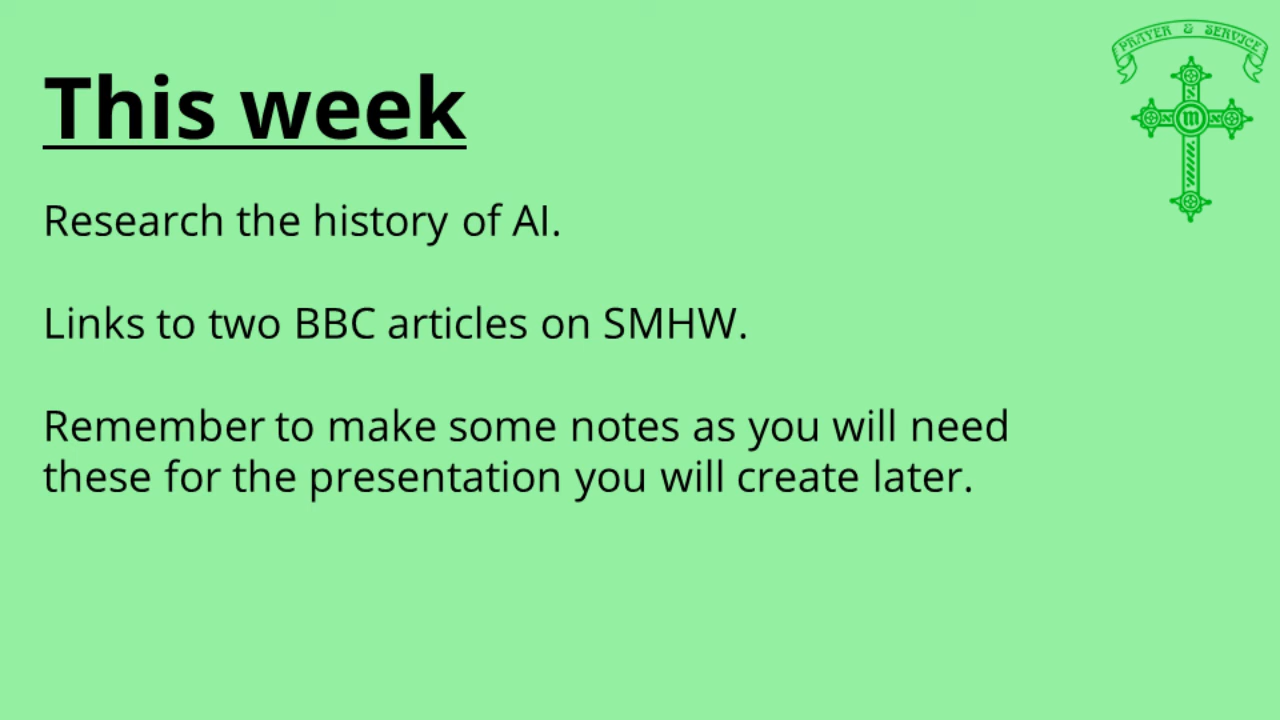 PRAYER & SERVICE
This week
m
Research the history of AI.
Links to two BBC articles on SMHW.
Remember to make some notes as you will need
these for the presentation you will create later.